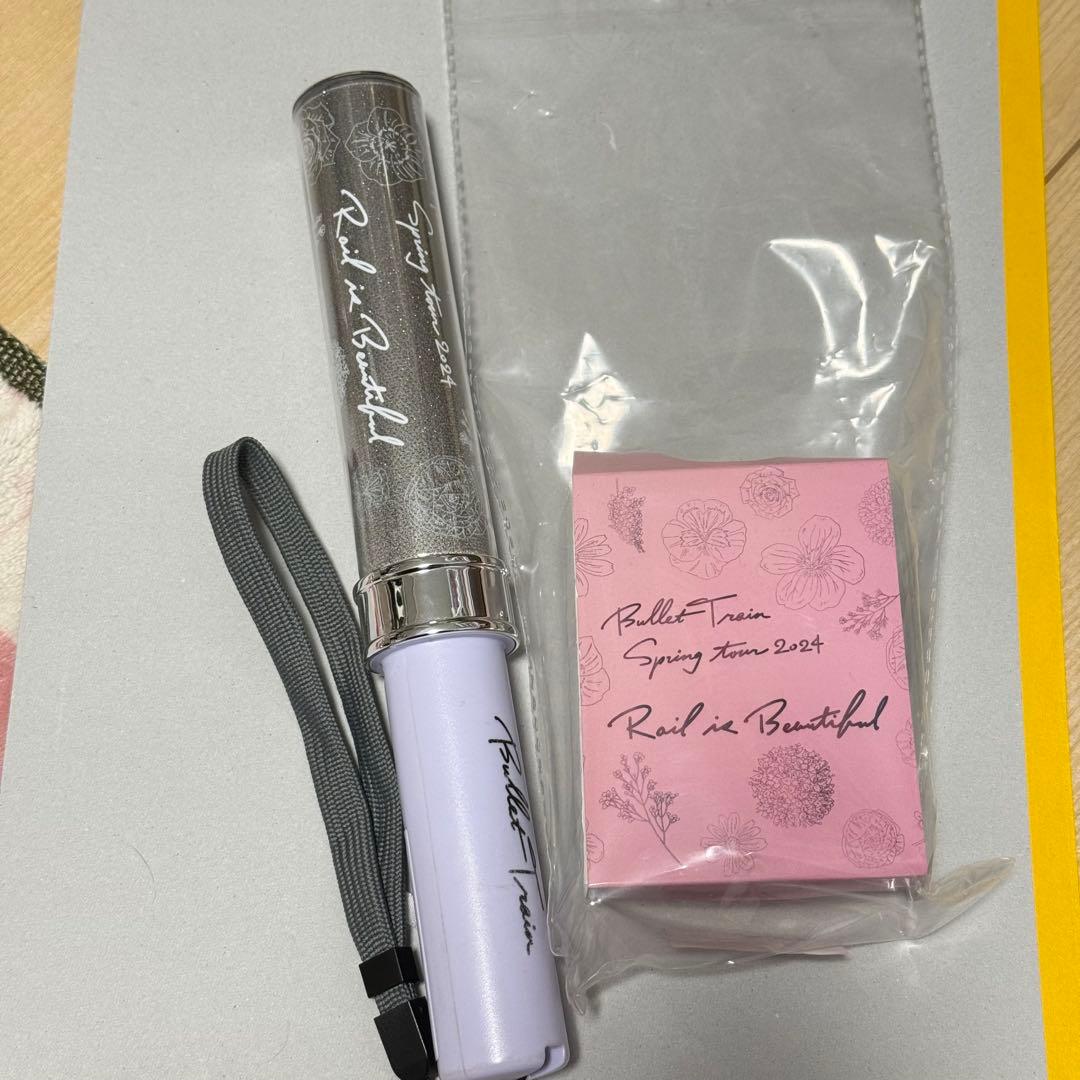 Spring tour 2024
Rail is Beautiful
Bullet Train
Bullet Train
Spring tour 2024
Rail is Beautiful